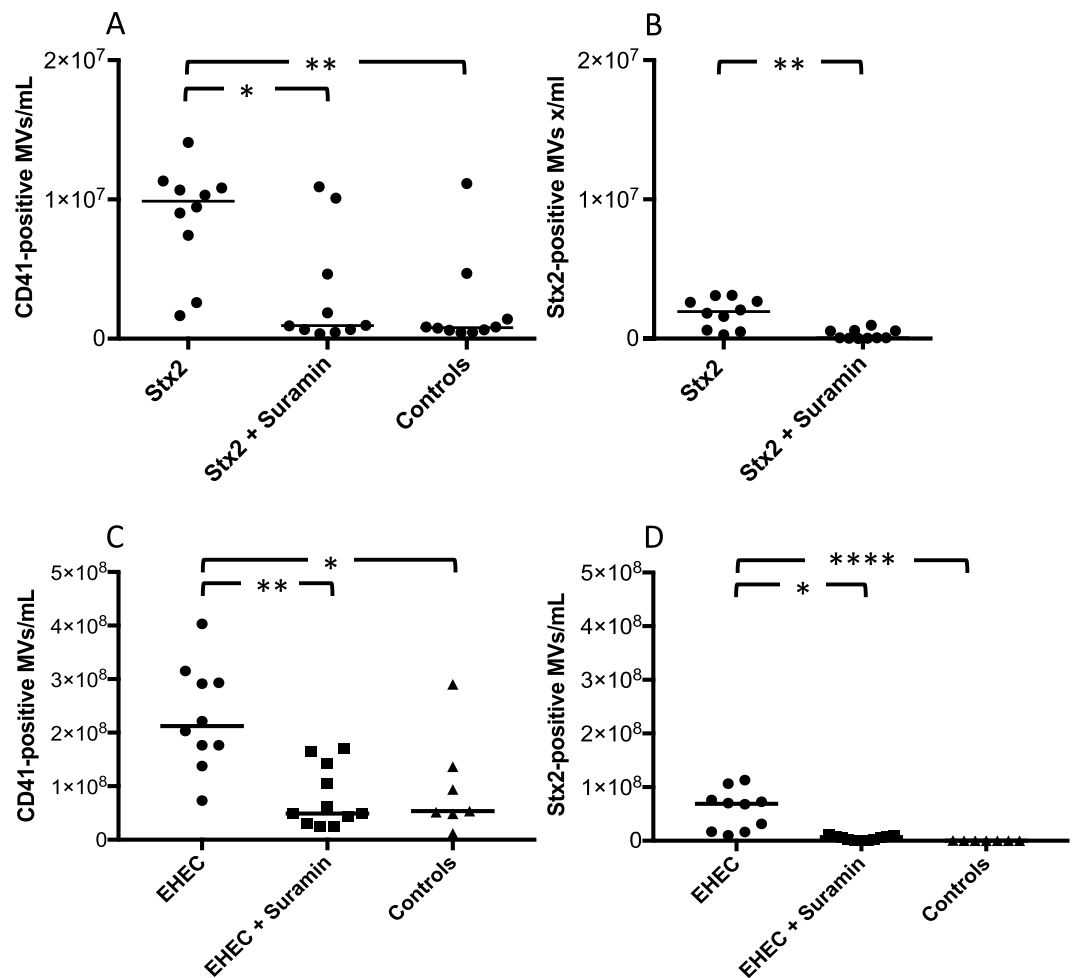 A
CD41-positive MVs/mL
2×10⁷
1×10⁷
0
**
*
Stx2
Stx2 + Suramin
Controls
B
Stx2-positive MVs x/ml
2×10⁷
1×10⁷
0
**
Stx2
Stx2 + Suramin
C
CD41-positive MVs/mL
5×10⁸
4×10⁸
3×10⁸
2×10⁸
1×10⁸
0
*
**
EHEC
EHEC + Suramin
Controls
D
Stx2-positive MVs/mL
5×10⁸
4×10⁸
3×10⁸
2×10⁸
1×10⁸
0
****
*
EHEC
EHEC + Suramin
Controls